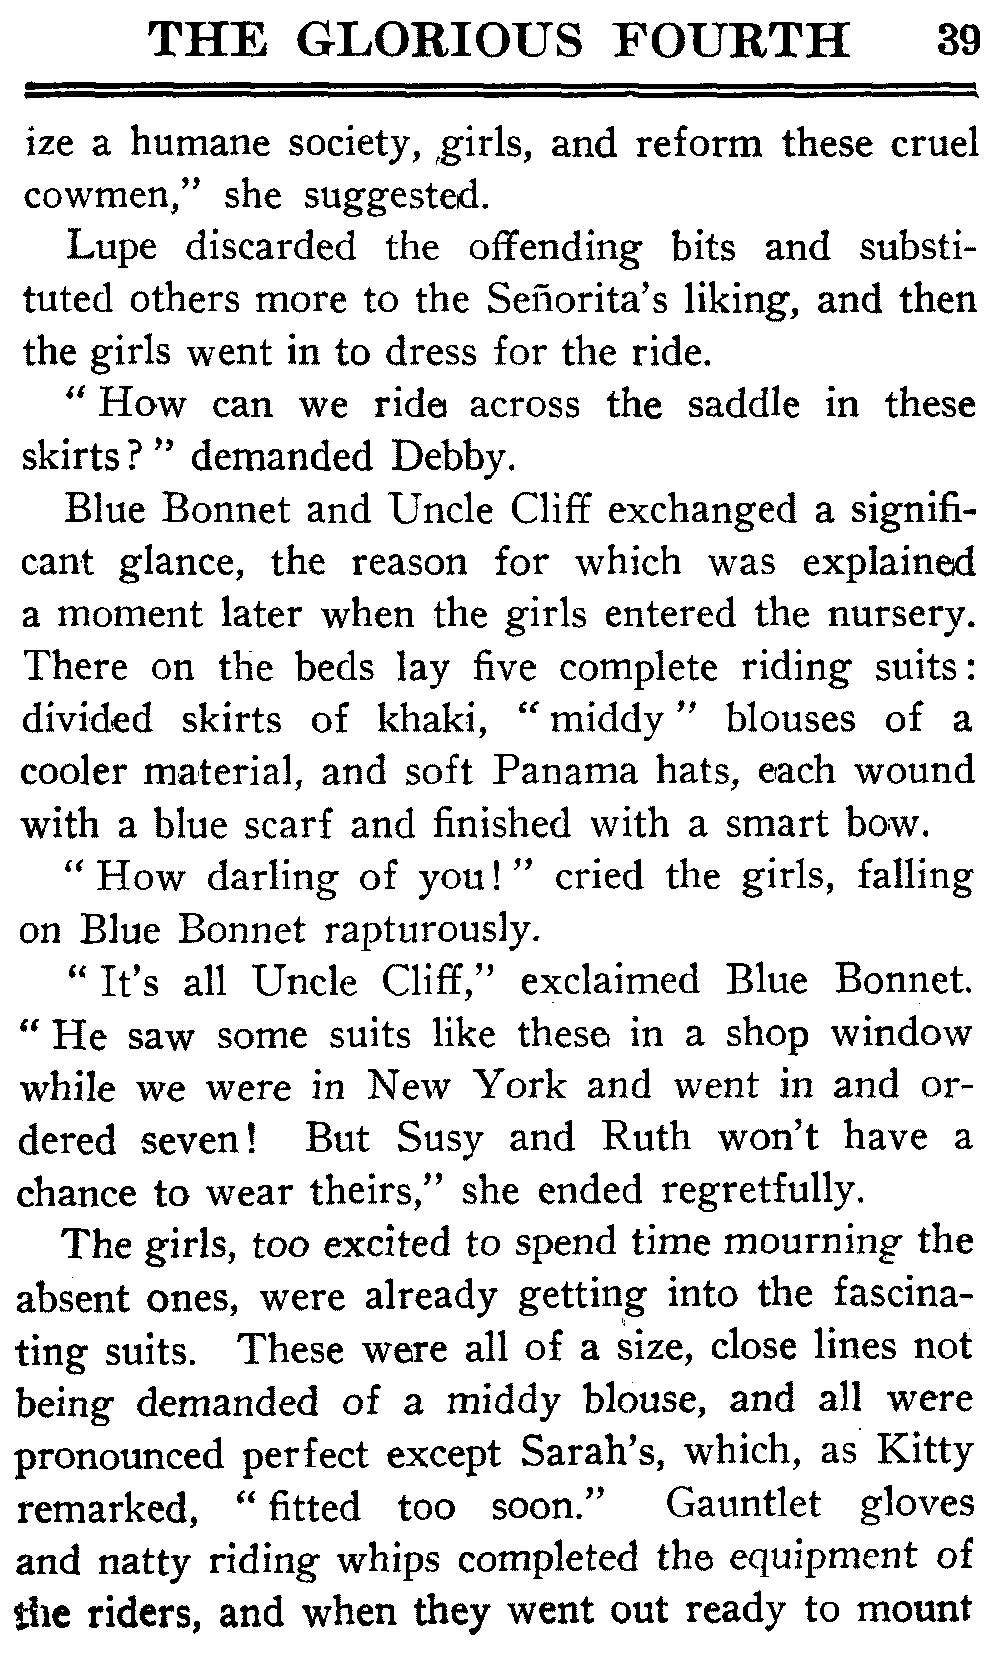 THE GLORIOUS FOURTH 39
ize a humane society, girls, and reform these cruel
cowmen," she suggested.
Lupe discarded the offending bits and substi-
tuted others more to the Señorita's liking, and then
the girls went in to dress for the ride.
" How can we ride across the saddle in these
skirts? " demanded Debby.
Blue Bonnet and Uncle Cliff exchanged a signifi-
cant glance, the reason for which was explained
a moment later when the girls entered the nursery.
There on the beds lay five complete riding suits:
divided skirts of khaki, " middy " blouses of a
cooler material, and soft Panama hats, each wound
with a blue scarf and finished with a smart bow.
" How darling of you! " cried the girls, falling
on Blue Bonnet rapturously.
" It's all Uncle Cliff," exclaimed Blue Bonnet.
" He saw some suits like these in a shop window
while we were in New York and went in and or-
dered seven! But Susy and Ruth won't have a
chance to wear theirs," she ended regretfully.
The girls, too excited to spend time mourning the
absent ones, were already getting into the fascina-
ting suits. These were all of a size, close lines not
being demanded of a middy blouse, and all were
pronounced perfect except Sarah's, which, as Kitty
remarked, " fitted too soon." Gauntlet gloves
and natty riding whips completed the equipment of
the riders, and when they went out ready to mount